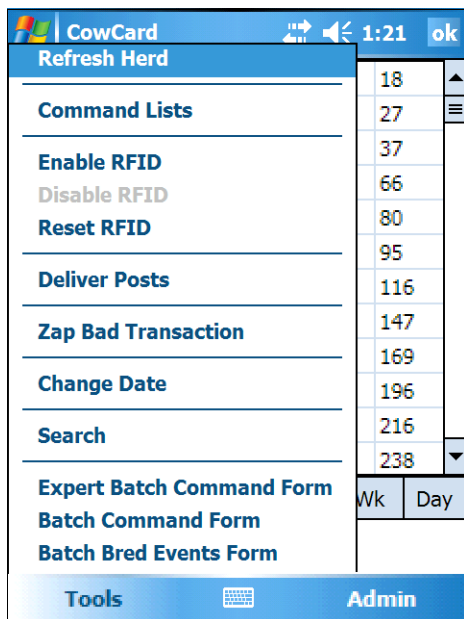 CowCard 1:21 ok
Refresh Herd
Command Lists
Enable RFID
Disable RFID
Reset RFID
Deliver Posts
Zap Bad Transaction
Change Date
Search
Expert Batch Command Form
Batch Command Form
Batch Bred Events Form
18
27
37
66
80
95
116
147
169
196
216
238
Wk Day
Tools Admin